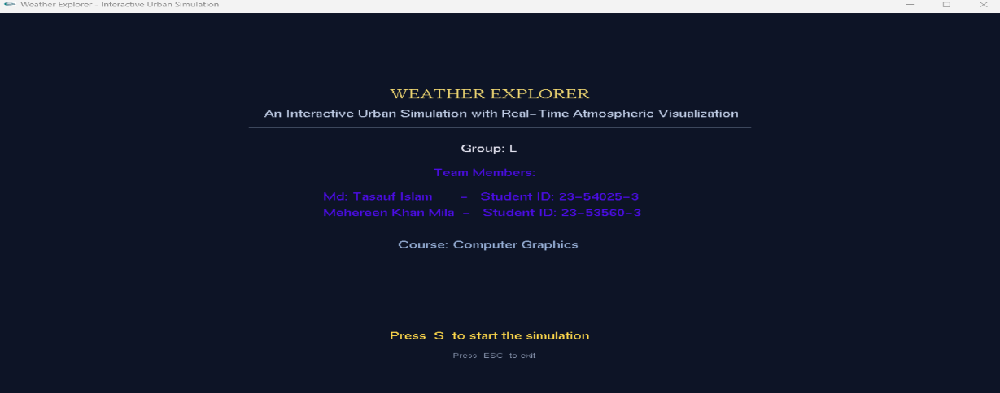 Weather Explorer - Interactive Urban Simulation
WEATHER EXPLORER
An Interactive Urban Simulation with Real-Time Atmospheric Visualization
Group: L
Team Members:
Md: Tasauf Islam - Student ID: 23-54025-3
Mehereen Khan Mila - Student ID: 23-53560-3
Course: Computer Graphics
Press S to start the simulation
Press ESC to exit